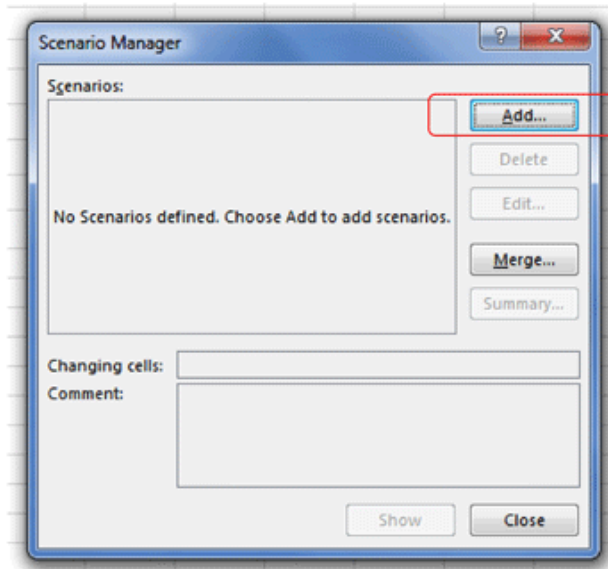 Scenario Manager
?
Scenarios:
Add...
Delete
No Scenarios defined. Choose Add to add scenarios.
Edit...
Merge...
Summary...
Changing cells:
Comment:
Show
Close